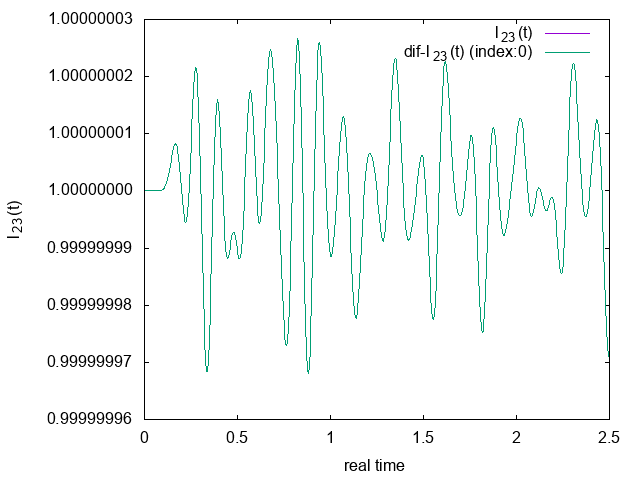 1.00000003
1.00000002
1.00000001
1.00000000
0.99999999
0.99999998
0.99999997
0.99999996
0 0.5 1 1.5 2 2.5
real time
I23(t)
I23(t)
dif-I23(t) (index:0)